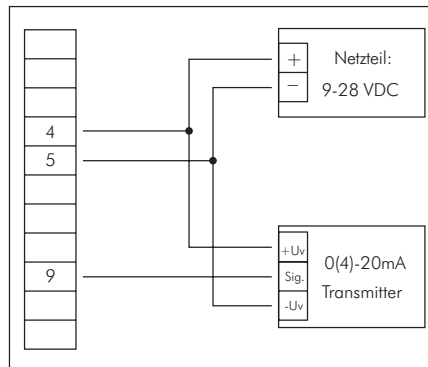 4
5
9
+
−
Netzteil:
9-28 VDC
+Uv
Sig.
-Uv
0(4)-20mA
Transmitter